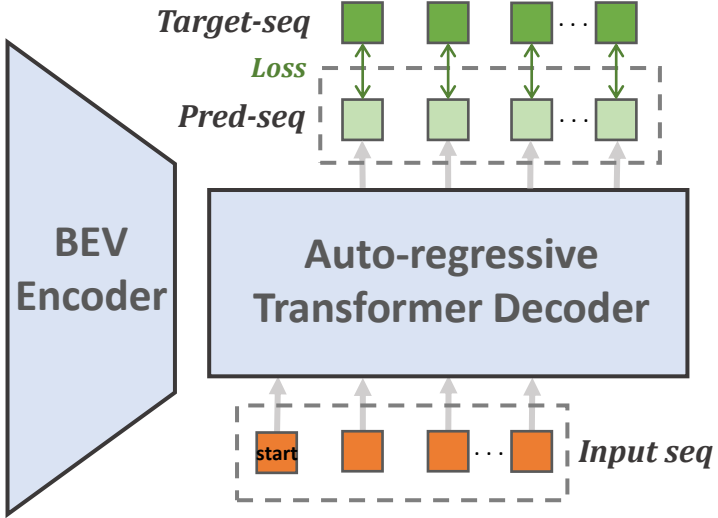 Target-seq
...
Loss
Pred-seq
...
BEV
Encoder
Auto-regressive
Transformer Decoder
start
...
Input seq